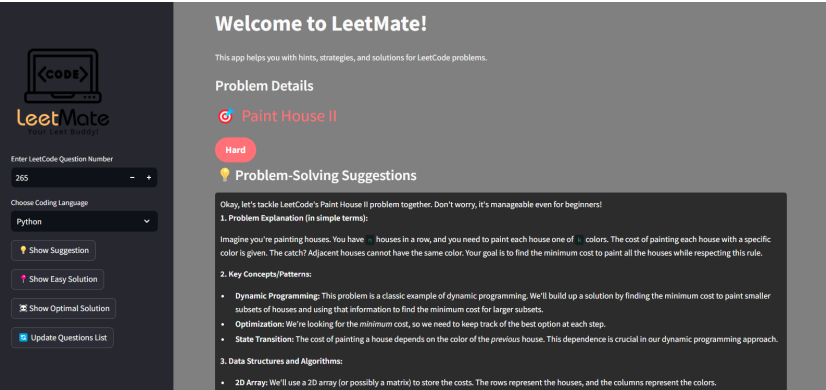 <CODE>
LeetMate
Your Leet Buddy!
Enter LeetCode Question Number
265
Choose Coding Language
Python
Show Suggestion
Show Easy Solution
Show Optimal Solution
Update Questions List
Welcome to LeetMate!
This app helps you with hints, strategies, and solutions for LeetCode problems.
Problem Details
Paint House II
Hard
Problem-Solving Suggestions
Okay, let's tackle LeetCode's Paint House II problem together. Don't worry, it's manageable even for beginners!
1. Problem Explanation (in simple terms):
Imagine you're painting houses. You have n houses in a row, and you need to paint each house one of k colors. The cost of painting each house with a specific
color is given. The catch? Adjacent houses cannot have the same color. Your goal is to find the minimum cost to paint all the houses while respecting this rule.
2. Key Concepts/Patterns:
• Dynamic Programming: This problem is a classic example of dynamic programming. We'll build up a solution by finding the minimum cost to paint smaller
subsets of houses and using that information to find the minimum cost for larger subsets.
• Optimization: We're looking for the minimum cost, so we need to keep track of the best option at each step.
• State Transition: The cost of painting a house depends on the color of the previous house. This dependence is crucial in our dynamic programming approach.
3. Data Structures and Algorithms:
• 2D Array: We'll use a 2D array (or possibly a matrix) to store the costs. The rows represent the houses, and the columns represent the colors.